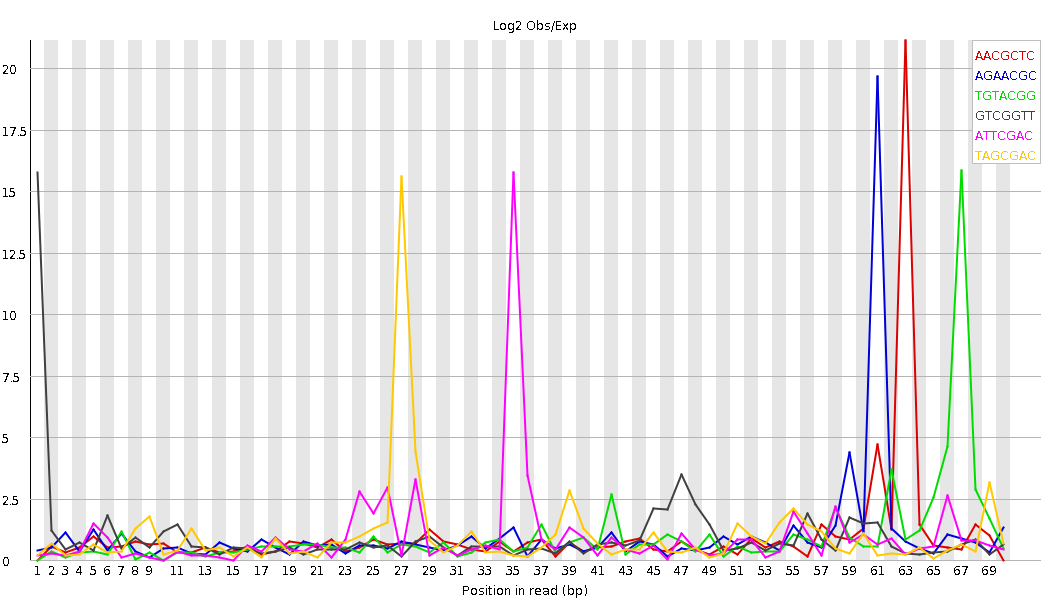 Log2 Obs/Exp
20
17.5
15
12.5
10
7.5
5
2.5
0
AACGCTC
AGAACGC
TGTACGG
GTCGGTT
ATTCGAC
TAGCGAC
1 2 3 4 5 6 7 8 9 11 13 15 17 19 21 23 25 27 29 31 33 35 37 39 41 43 45 47 49 51 53 55 57 59 61 63 65 67 69
Position in read (bp)